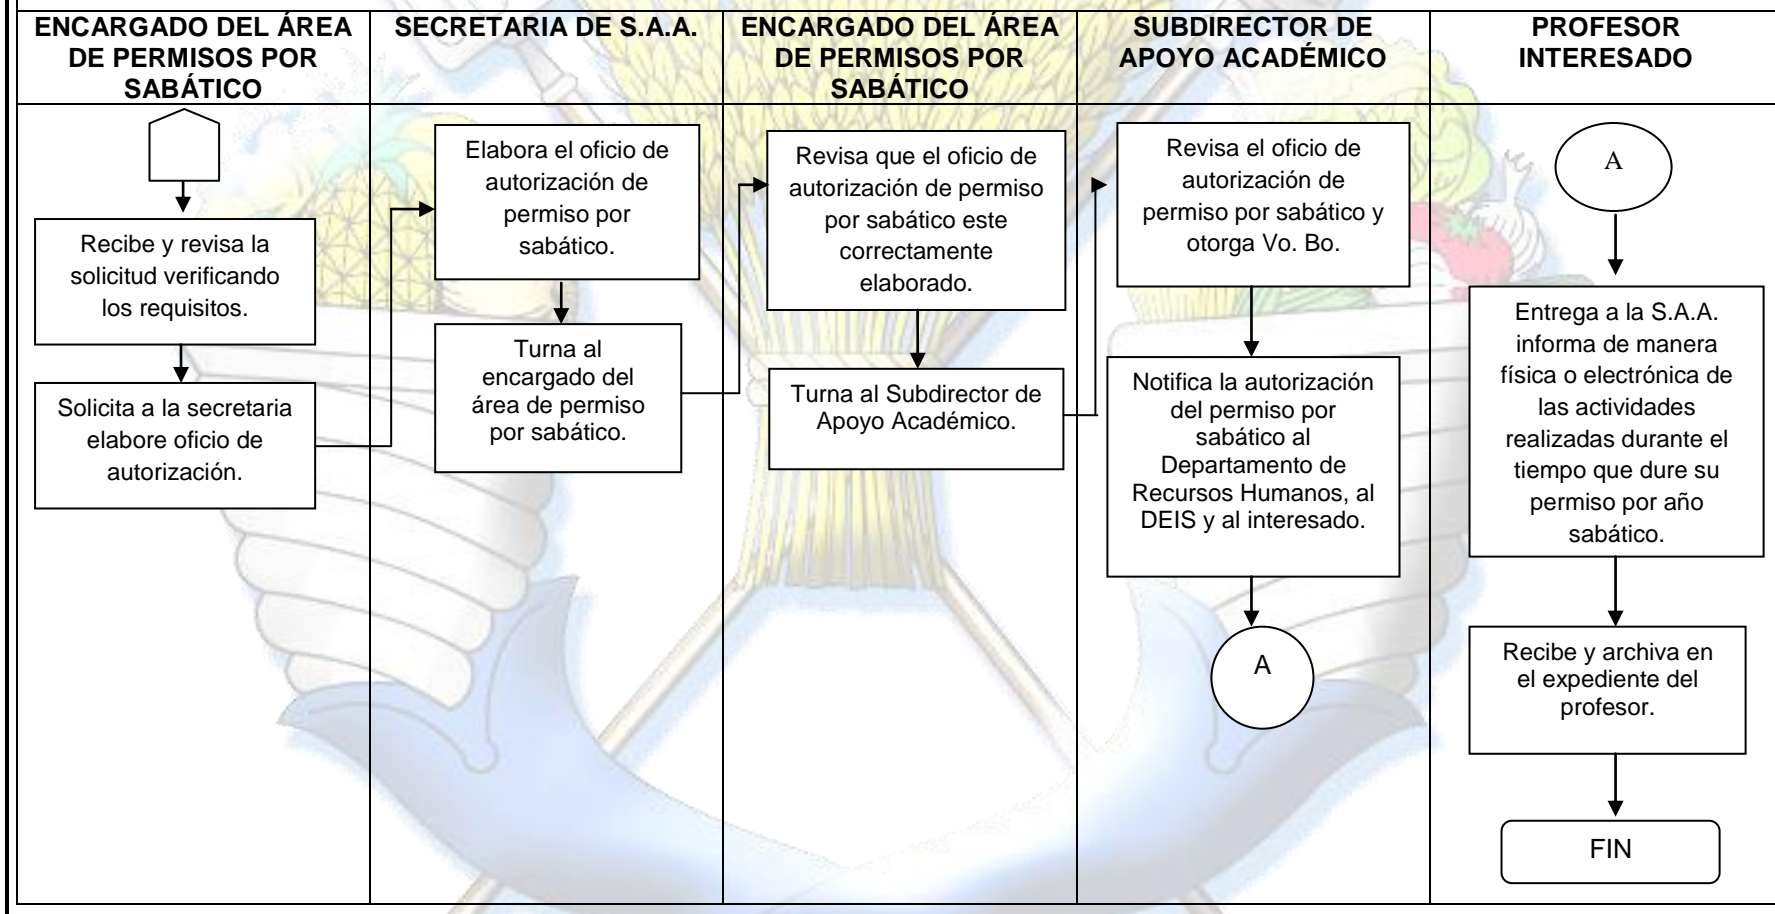 ENCARGADO DEL ÁREA
DE PERMISOS POR
SABÁTICO
SECRETARIA DE S.A.A.
ENCARGADO DEL ÁREA
DE PERMISOS POR
SABÁTICO
SUBDIRECTOR DE
APOYO ACADÉMICO
PROFESOR
INTERESADO
Recibe y revisa la
solicitud verificando
los requisitos.
Solicita a la secretaria
elabore oficio de
autorización.
Elabora el oficio de
autorización de
permiso por
sabático.
Turna al
encargado del
área de permiso
por sabático.
Revisa que el oficio de
autorización de permiso
por sabático este
correctamente
elaborado.
Turna al Subdirector de
Apoyo Académico.
Revisa el oficio de
autorización de
permiso por sabático y
otorga Vo. Bo.
Notifica la autorización
del permiso por
sabático al
Departamento de
Recursos Humanos, al
DEIS y al interesado.
A
A
Entrega a la S.A.A.
informa de manera
física o electrónica de
las actividades
realizadas durante el
tiempo que dure su
permiso por año
sabático.
Recibe y archiva en
el expediente del
profesor.
FIN